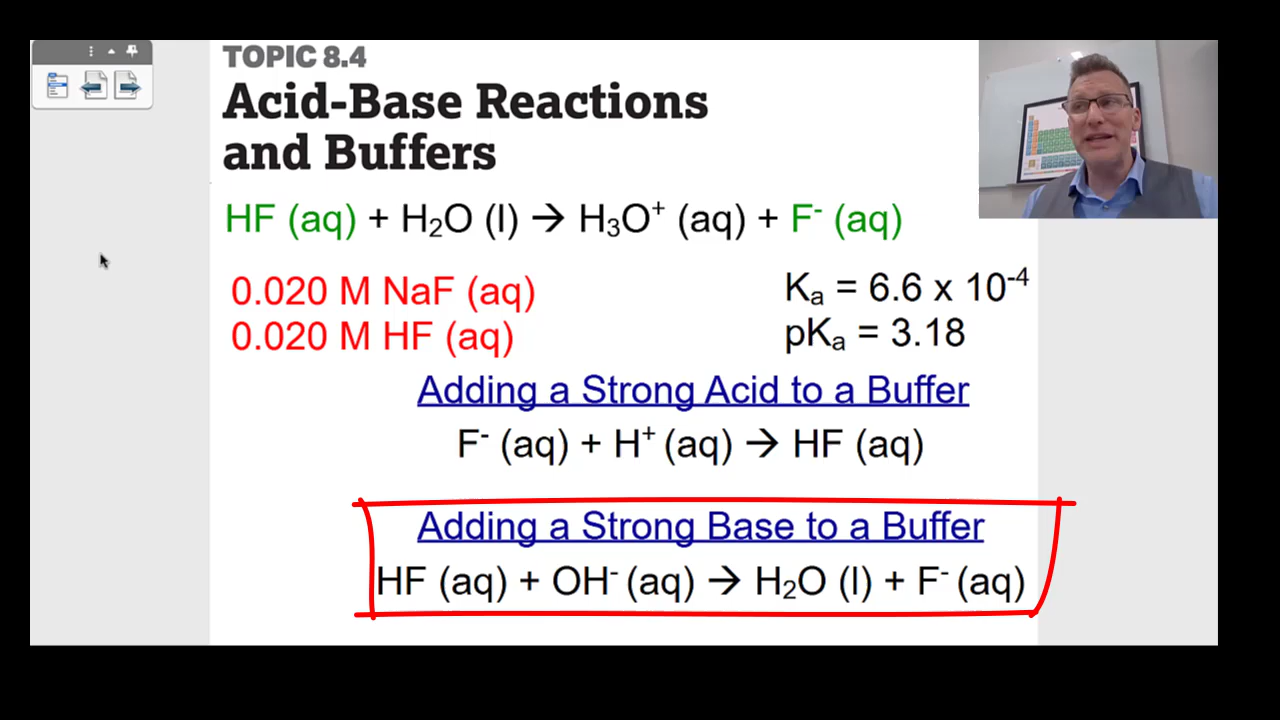 TOPIC 8.4
Acid-Base Reactions
and Buffers
HF (aq) + H₂O (l) → H₃O⁺ (aq) + F⁻ (aq)
0.020 M NaF (aq)
0.020 M HF (aq)
Kₐ = 6.6 x 10⁻⁴
pKₐ = 3.18
Adding a Strong Acid to a Buffer
F⁻ (aq) + H⁺ (aq) → HF (aq)
Adding a Strong Base to a Buffer
HF (aq) + OH⁻ (aq) → H₂O (l) + F⁻ (aq)